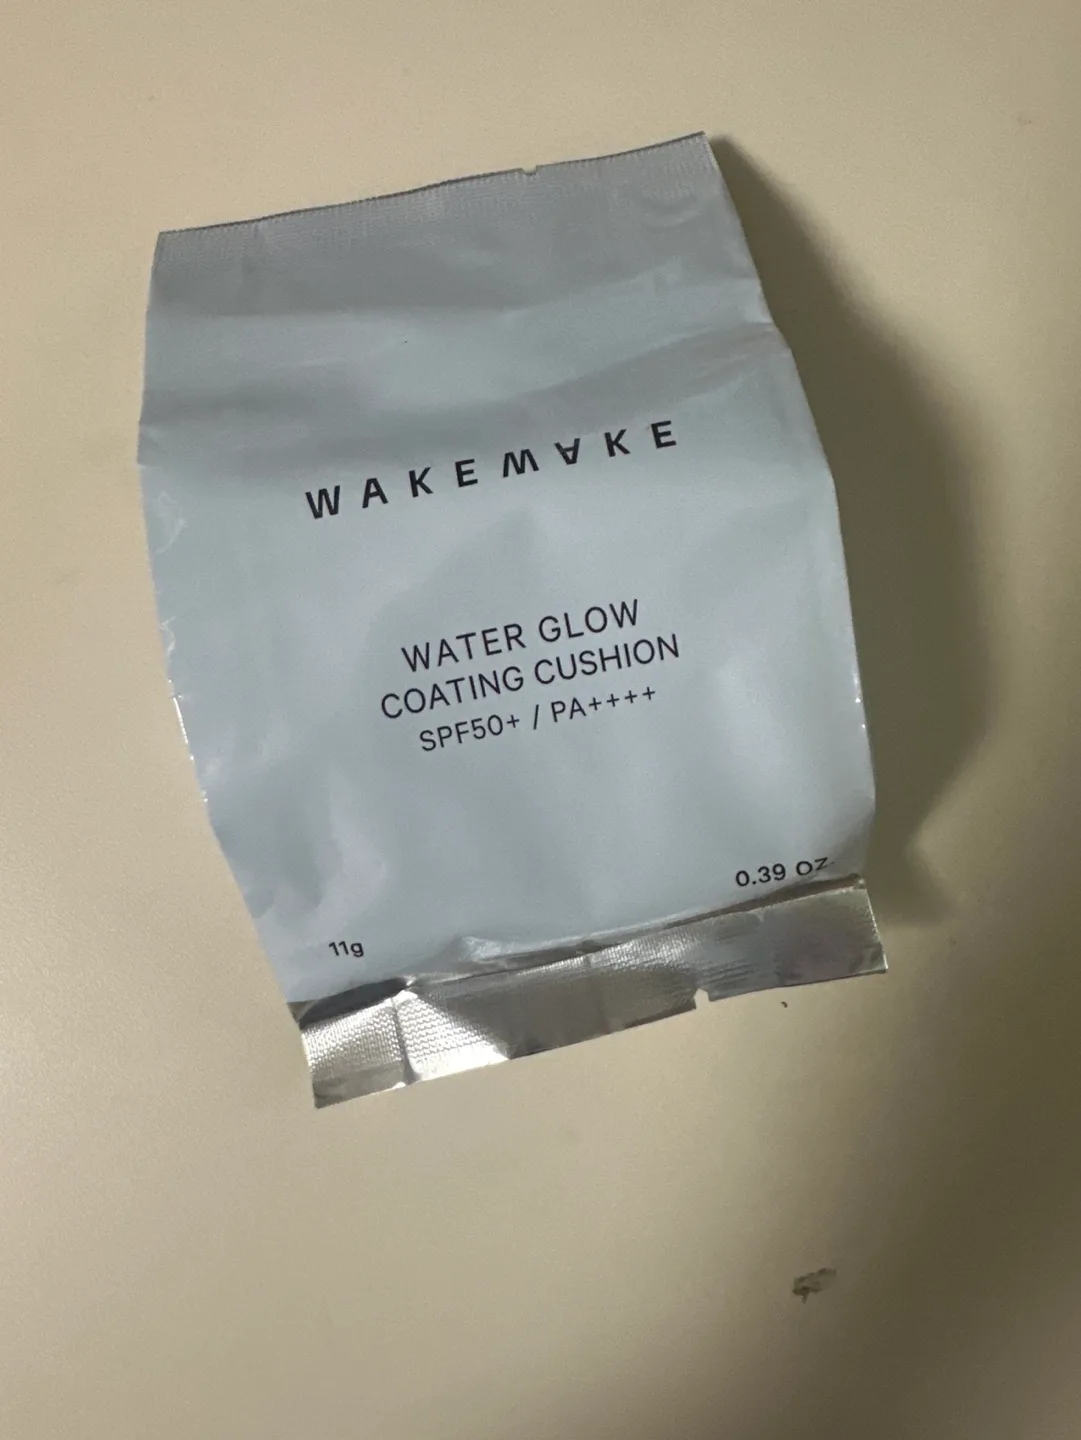 WAKEMAKE
WATER GLOW
COATING CUSHION
SPF50+ / PA++++
0.39 OZ
11g